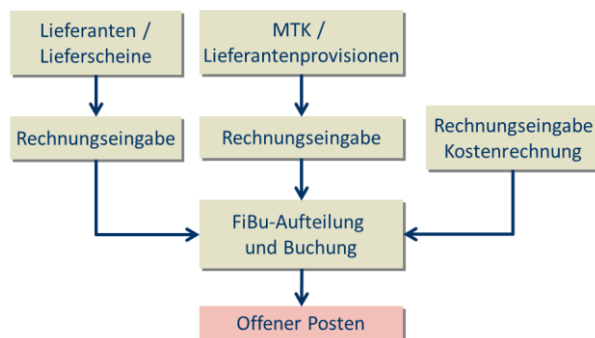 Lieferanten /
Lieferscheine
MTK /
Lieferantenprovisionen
Rechnungseingabe
Rechnungseingabe
Rechnungseingabe
Kostenrechnung
FiBu-Aufteilung
und Buchung
Offener Posten